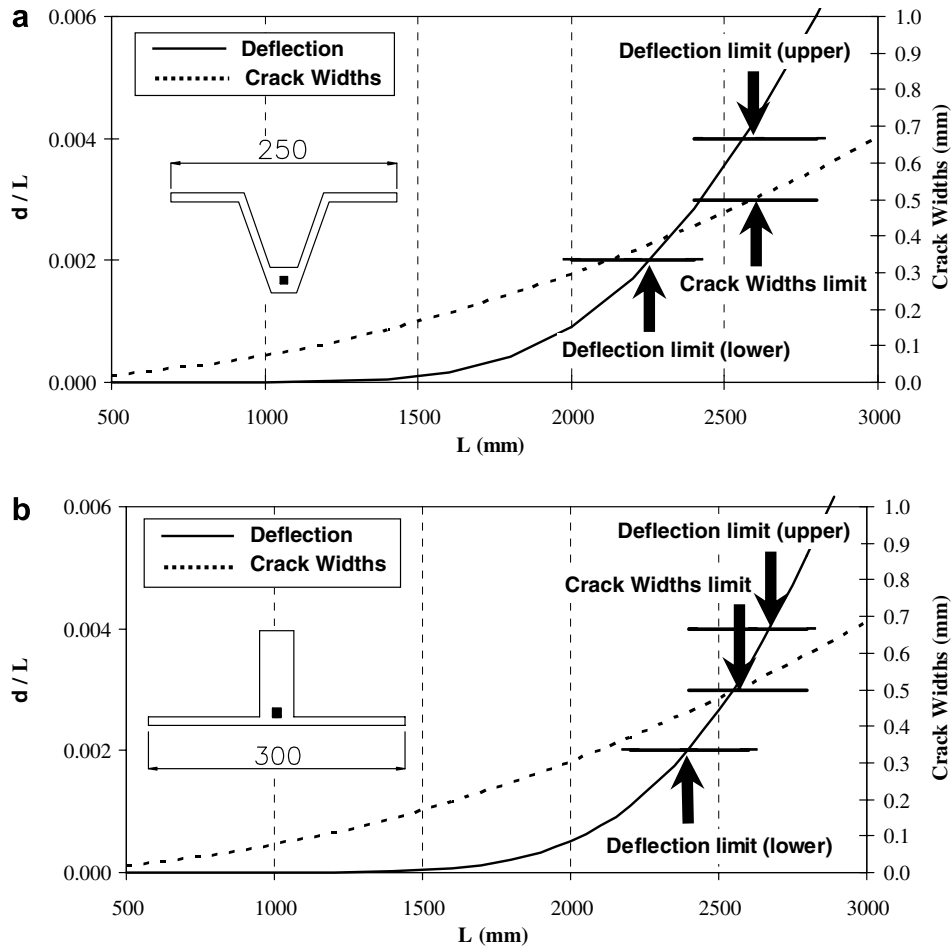 a
0.006
0.004
0.002
0.000
d / L
Deflection
Crack Widths
250
Deflection limit (upper)
Crack Widths limit
Deflection limit (lower)
1.0
0.9
0.8
0.7
0.6
0.5
0.4
0.3
0.2
0.1
0.0
Crack Widths (mm)
500
1000
1500
2000
2500
3000
L (mm)
b
0.006
0.004
0.002
0.000
d / L
Deflection
Crack Widths
300
Deflection limit (upper)
Crack Widths limit
Deflection limit (lower)
1.0
0.9
0.8
0.7
0.6
0.5
0.4
0.3
0.2
0.1
0.0
Crack Widths (mm)
500
1000
1500
2000
2500
3000
L (mm)